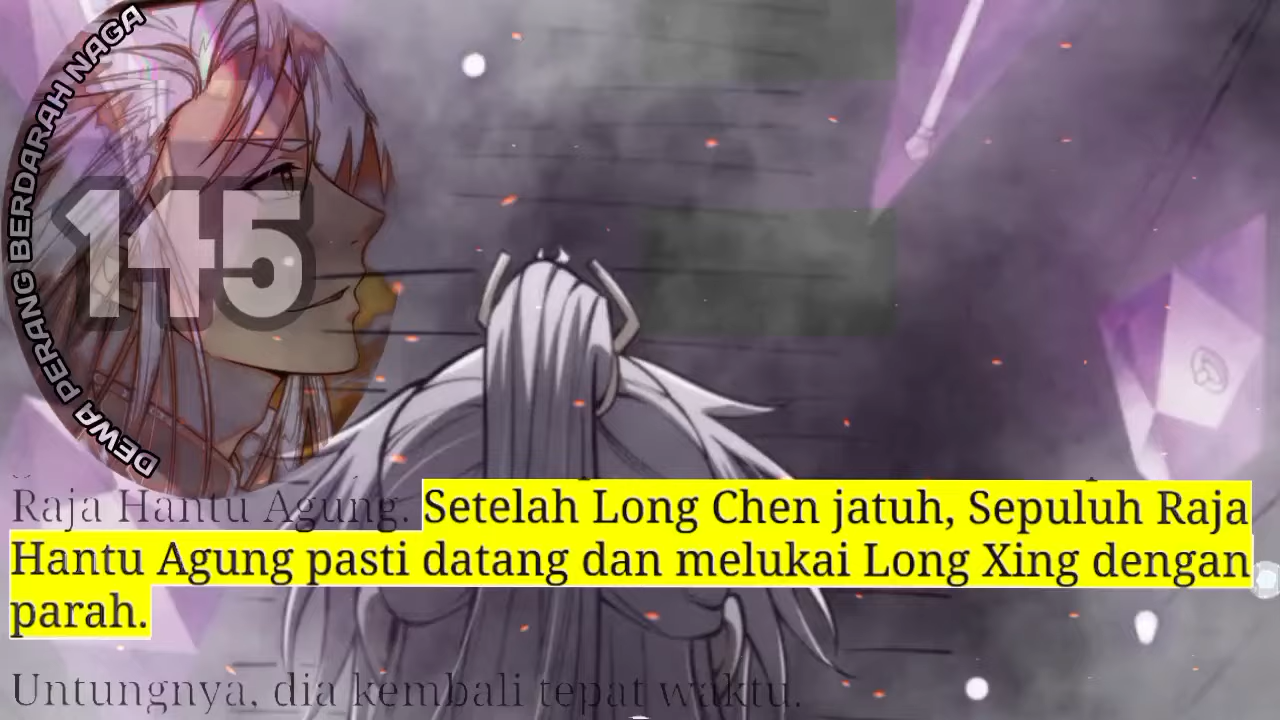 DEWA PERANG BERDARAH NAGA
145
Raja Hantu Agung. Setelah Long Chen jatuh, Sepuluh Raja
Hantu Agung pasti datang dan melukai Long Xing dengan
parah.
Untungnya, dia kembali tepat waktu.